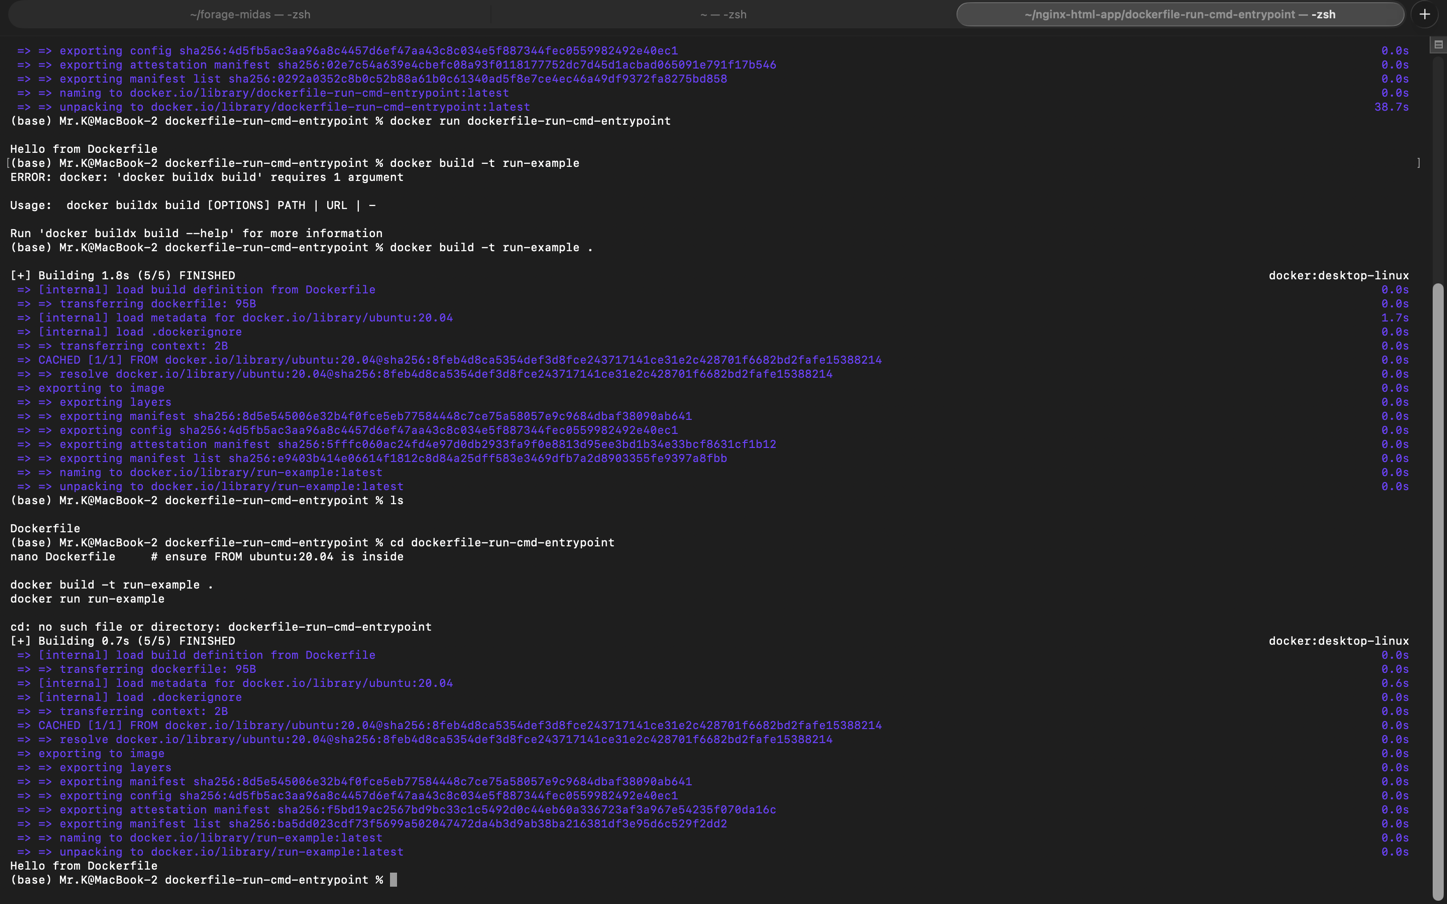 ~/forage-midas — -zsh
~ — -zsh
~/nginx-html-app/dockerfile-run-cmd-entrypoint — -zsh
+
=> => exporting config sha256:4d5fb5ac3aa96a8c4457d6ef47aa43c8c034e5f887344fec0559982492e40ec1 0.0s
=> => exporting attestation manifest sha256:02e7c54a639e4cbefc08a93f0118177752dc7d45d1acbad065091e791f17b546 0.0s
=> => exporting manifest list sha256:0292a0352c8b0c52b88a61b0c61340ad5f8e7ce4ec46a49df9372fa8275bd858 0.0s
=> => naming to docker.io/library/dockerfile-run-cmd-entrypoint:latest 0.0s
=> => unpacking to docker.io/library/dockerfile-run-cmd-entrypoint:latest 38.7s
(base) Mr.K@MacBook-2 dockerfile-run-cmd-entrypoint % docker run dockerfile-run-cmd-entrypoint
Hello from Dockerfile
[(base) Mr.K@MacBook-2 dockerfile-run-cmd-entrypoint % docker build -t run-example ]
ERROR: docker: 'docker buildx build' requires 1 argument
Usage:  docker buildx build [OPTIONS] PATH | URL | -
Run 'docker buildx build --help' for more information
(base) Mr.K@MacBook-2 dockerfile-run-cmd-entrypoint % docker build -t run-example .
[+] Building 1.8s (5/5) FINISHED docker:desktop-linux
=> [internal] load build definition from Dockerfile 0.0s
=> => transferring dockerfile: 95B 0.0s
=> [internal] load metadata for docker.io/library/ubuntu:20.04 1.7s
=> [internal] load .dockerignore 0.0s
=> => transferring context: 2B 0.0s
=> CACHED [1/1] FROM docker.io/library/ubuntu:20.04@sha256:8feb4d8ca5354def3d8fce243717141ce31e2c428701f6682bd2fafe15388214 0.0s
=> => resolve docker.io/library/ubuntu:20.04@sha256:8feb4d8ca5354def3d8fce243717141ce31e2c428701f6682bd2fafe15388214 0.0s
=> exporting to image 0.0s
=> => exporting layers 0.0s
=> => exporting manifest sha256:8d5e545006e32b4f0fce5eb77584448c7ce75a58057e9c9684dbaf38090ab641 0.0s
=> => exporting config sha256:4d5fb5ac3aa96a8c4457d6ef47aa43c8c034e5f887344fec0559982492e40ec1 0.0s
=> => exporting attestation manifest sha256:5fffc060ac24fd4e97d0db2933fa9f0e8813d95ee3bd1b34e33bcf8631cf1b12 0.0s
=> => exporting manifest list sha256:e9403b414e06614f1812c8d84a25dff583e3469dfb7a2d8903355fe9397a8fbb 0.0s
=> => naming to docker.io/library/run-example:latest 0.0s
=> => unpacking to docker.io/library/run-example:latest 0.0s
(base) Mr.K@MacBook-2 dockerfile-run-cmd-entrypoint % ls
Dockerfile
(base) Mr.K@MacBook-2 dockerfile-run-cmd-entrypoint % cd dockerfile-run-cmd-entrypoint
nano Dockerfile     # ensure FROM ubuntu:20.04 is inside
docker build -t run-example .
docker run run-example
cd: no such file or directory: dockerfile-run-cmd-entrypoint
[+] Building 0.7s (5/5) FINISHED docker:desktop-linux
=> [internal] load build definition from Dockerfile 0.0s
=> => transferring dockerfile: 95B 0.0s
=> [internal] load metadata for docker.io/library/ubuntu:20.04 0.6s
=> [internal] load .dockerignore 0.0s
=> => transferring context: 2B 0.0s
=> CACHED [1/1] FROM docker.io/library/ubuntu:20.04@sha256:8feb4d8ca5354def3d8fce243717141ce31e2c428701f6682bd2fafe15388214 0.0s
=> => resolve docker.io/library/ubuntu:20.04@sha256:8feb4d8ca5354def3d8fce243717141ce31e2c428701f6682bd2fafe15388214 0.0s
=> exporting to image 0.0s
=> => exporting layers 0.0s
=> => exporting manifest sha256:8d5e545006e32b4f0fce5eb77584448c7ce75a58057e9c9684dbaf38090ab641 0.0s
=> => exporting config sha256:4d5fb5ac3aa96a8c4457d6ef47aa43c8c034e5f887344fec0559982492e40ec1 0.0s
=> => exporting attestation manifest sha256:f5bd19ac2567bd9bc33c1c5492d0c44eb60a336723af3a967e54235f070da16c 0.0s
=> => exporting manifest list sha256:ba5dd023cdf73f5699a502047472da4b3d9ab38ba216381df3e95d6c529f2dd2 0.0s
=> => naming to docker.io/library/run-example:latest 0.0s
=> => unpacking to docker.io/library/run-example:latest 0.0s
Hello from Dockerfile
(base) Mr.K@MacBook-2 dockerfile-run-cmd-entrypoint %